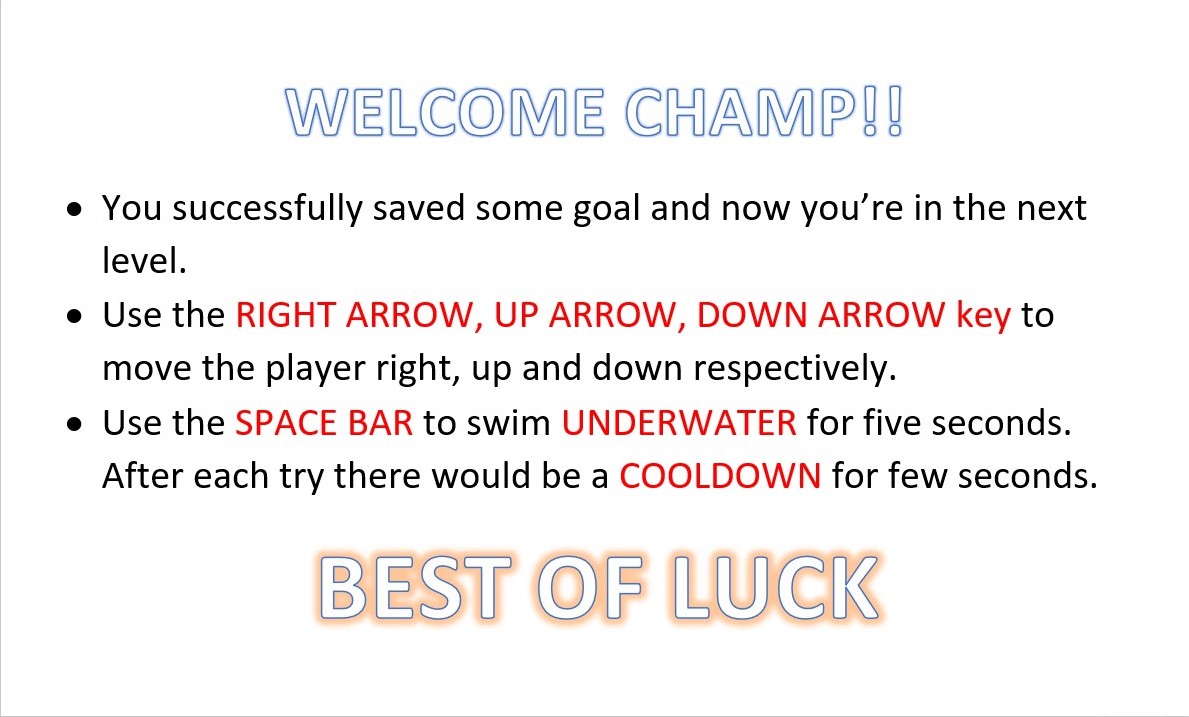 WELCOME CHAMP!!
• You successfully saved some goal and now you’re in the next
level.
• Use the RIGHT ARROW, UP ARROW, DOWN ARROW key to
move the player right, up and down respectively.
• Use the SPACE BAR to swim UNDERWATER for five seconds.
After each try there would be a COOLDOWN for few seconds.
BEST OF LUCK